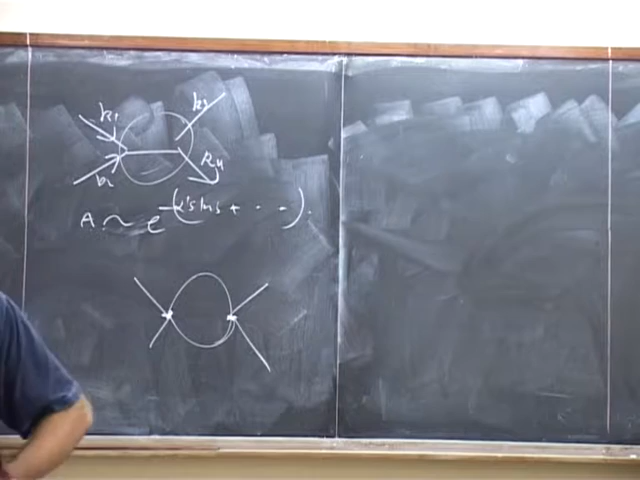 k1 k3
k2 k4
A ~ e^-(α's ln s + · · ·).